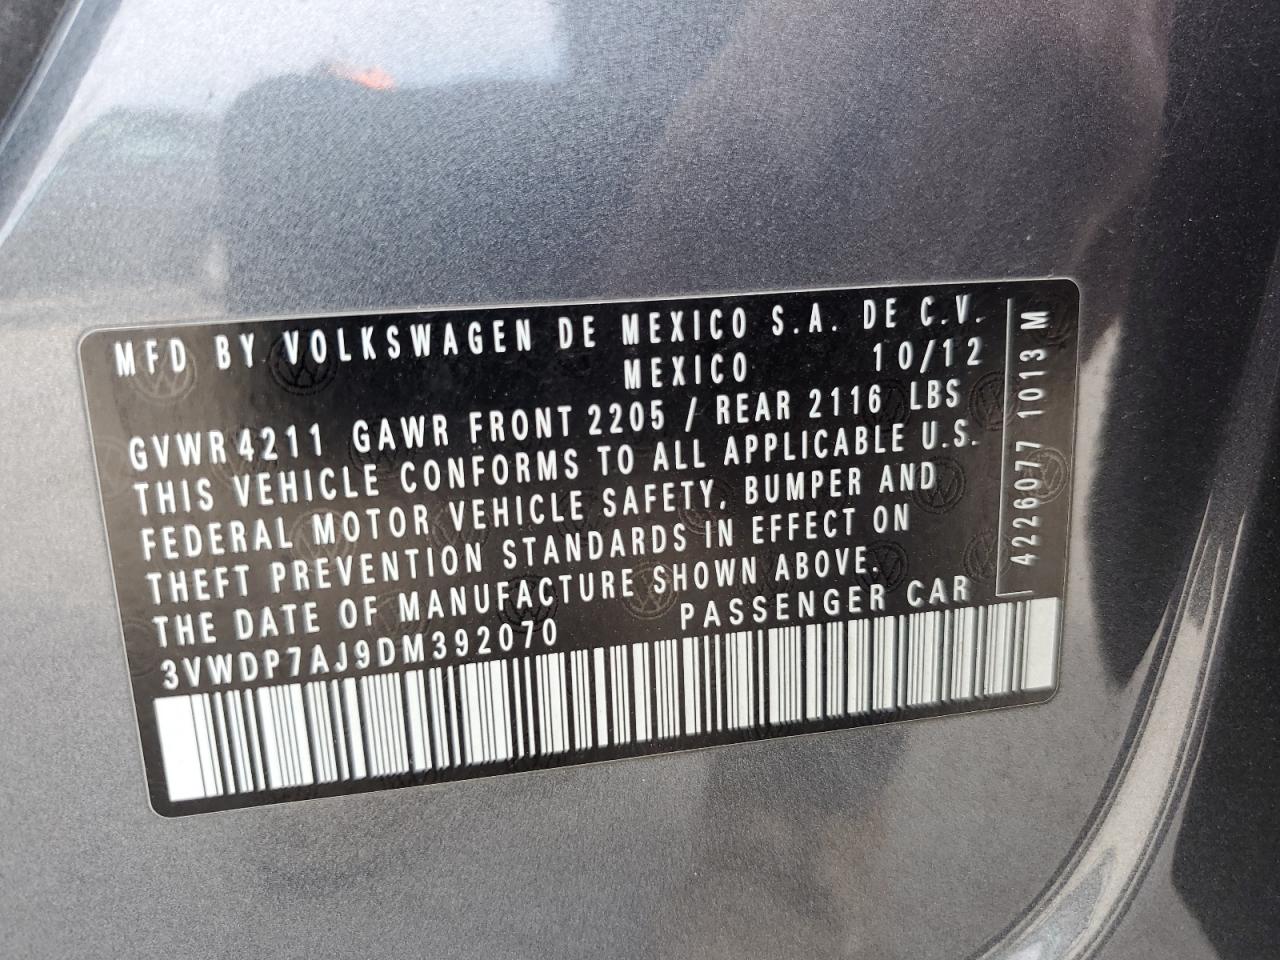 MFD BY VOLKSWAGEN DE MEXICO S.A. DE C.V.
MEXICO 10/12
GVWR 4211 GAWR FRONT 2205 / REAR 2116 LBS
THIS VEHICLE CONFORMS TO ALL APPLICABLE U.S.
FEDERAL MOTOR VEHICLE SAFETY, BUMPER AND
THEFT PREVENTION STANDARDS IN EFFECT ON
THE DATE OF MANUFACTURE SHOWN ABOVE.
3VWDP7AJ9DM392070 PASSENGER CAR
4226077 1013 M